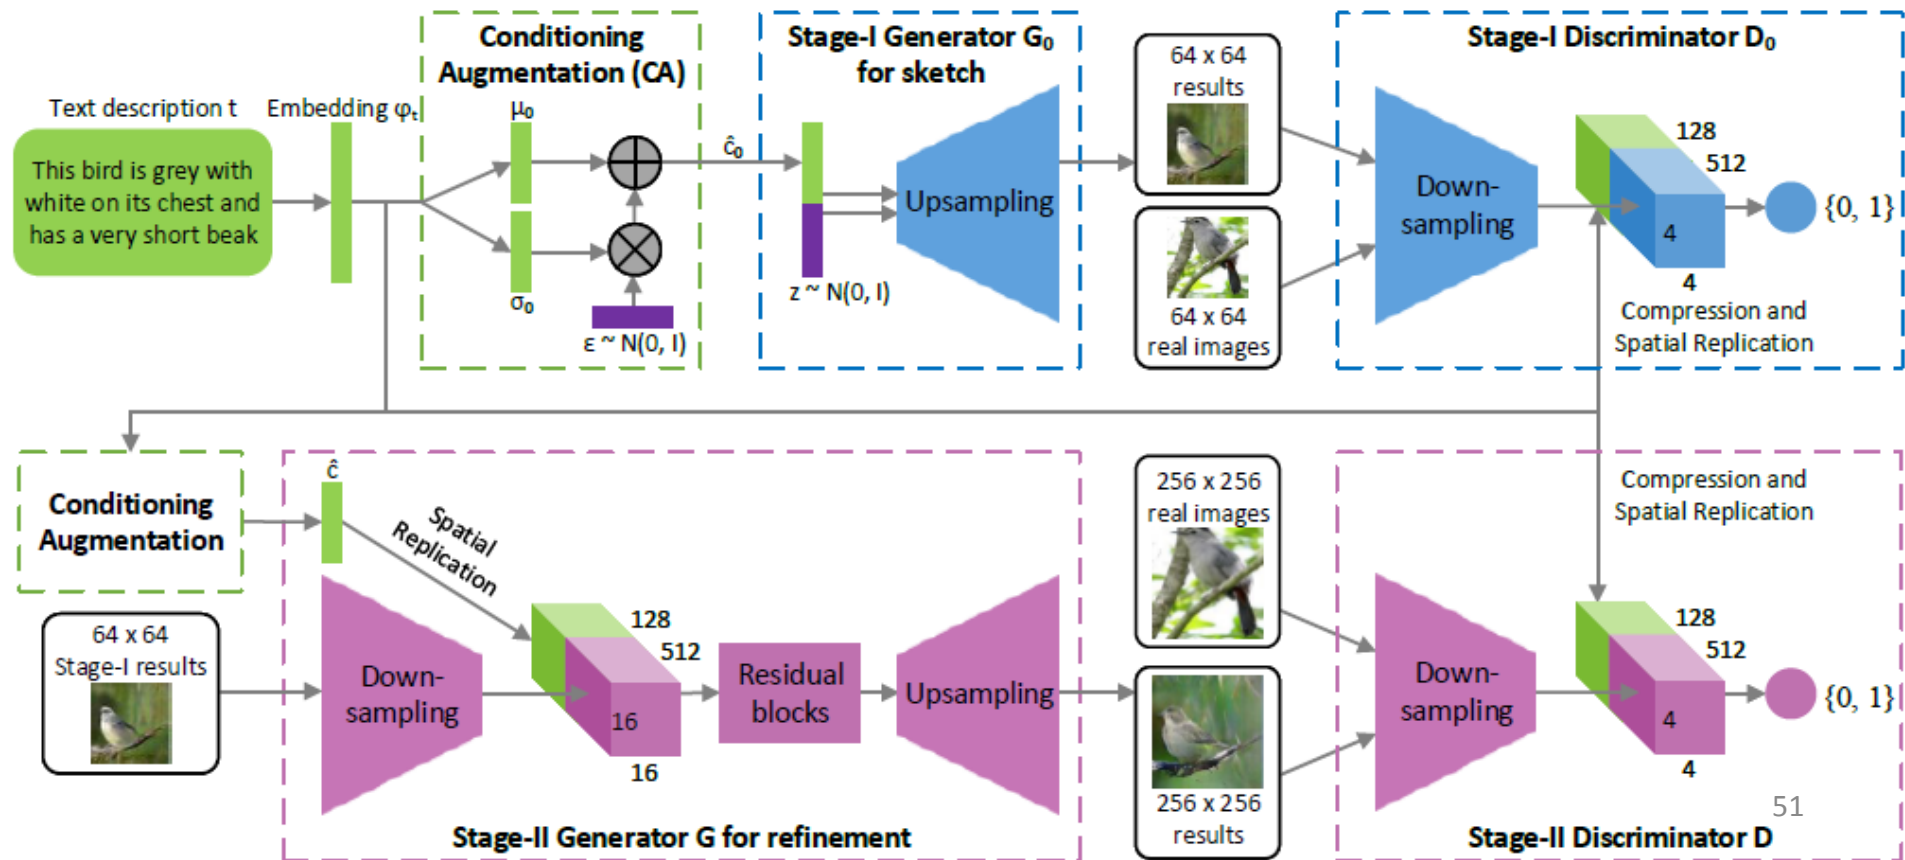 Conditioning
Augmentation (CA)
Stage-I Generator G₀
for sketch
64 x 64
results
Stage-I Discriminator D₀
Text description t
Embedding φₜ
μ₀
This bird is grey with
white on its chest and
has a very short beak
ĉ₀
σ₀
ε ~ N(0, I)
z ~ N(0, I)
Upsampling
64 x 64
real images
Down-
sampling
128
512
4
4
{0, 1}
Compression and
Spatial Replication
Conditioning
Augmentation
ĉ
Spatial
Replication
64 x 64
Stage-I results
Down-
sampling
128
512
16
16
Residual
blocks
Upsampling
256 x 256
real images
256 x 256
results
Compression and
Spatial Replication
Down-
sampling
128
512
4
4
{0, 1}
51
Stage-II Generator G for refinement
Stage-II Discriminator D